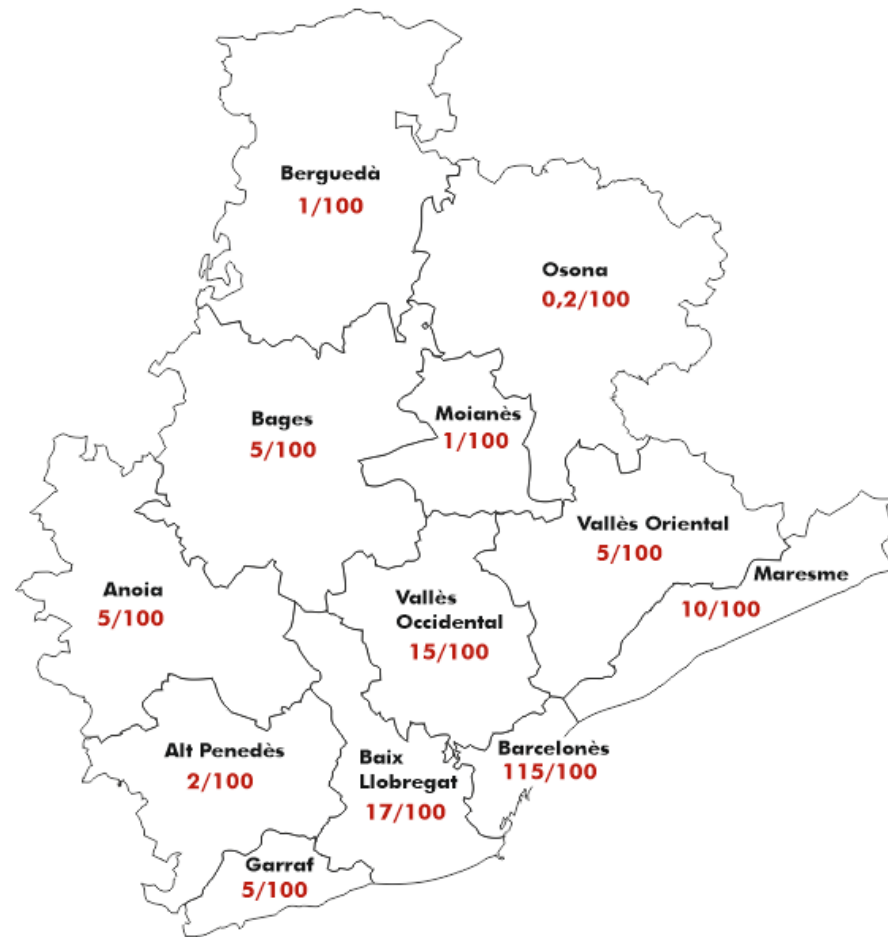 Berguedà
1/100
Osona
0,2/100
Bages
5/100
Moianès
1/100
Vallès Oriental
5/100
Maresme
10/100
Anoia
5/100
Vallès
Occidental
15/100
Alt Penedès
2/100
Baix
Llobregat
17/100
Barcelonès
115/100
Garraf
5/100